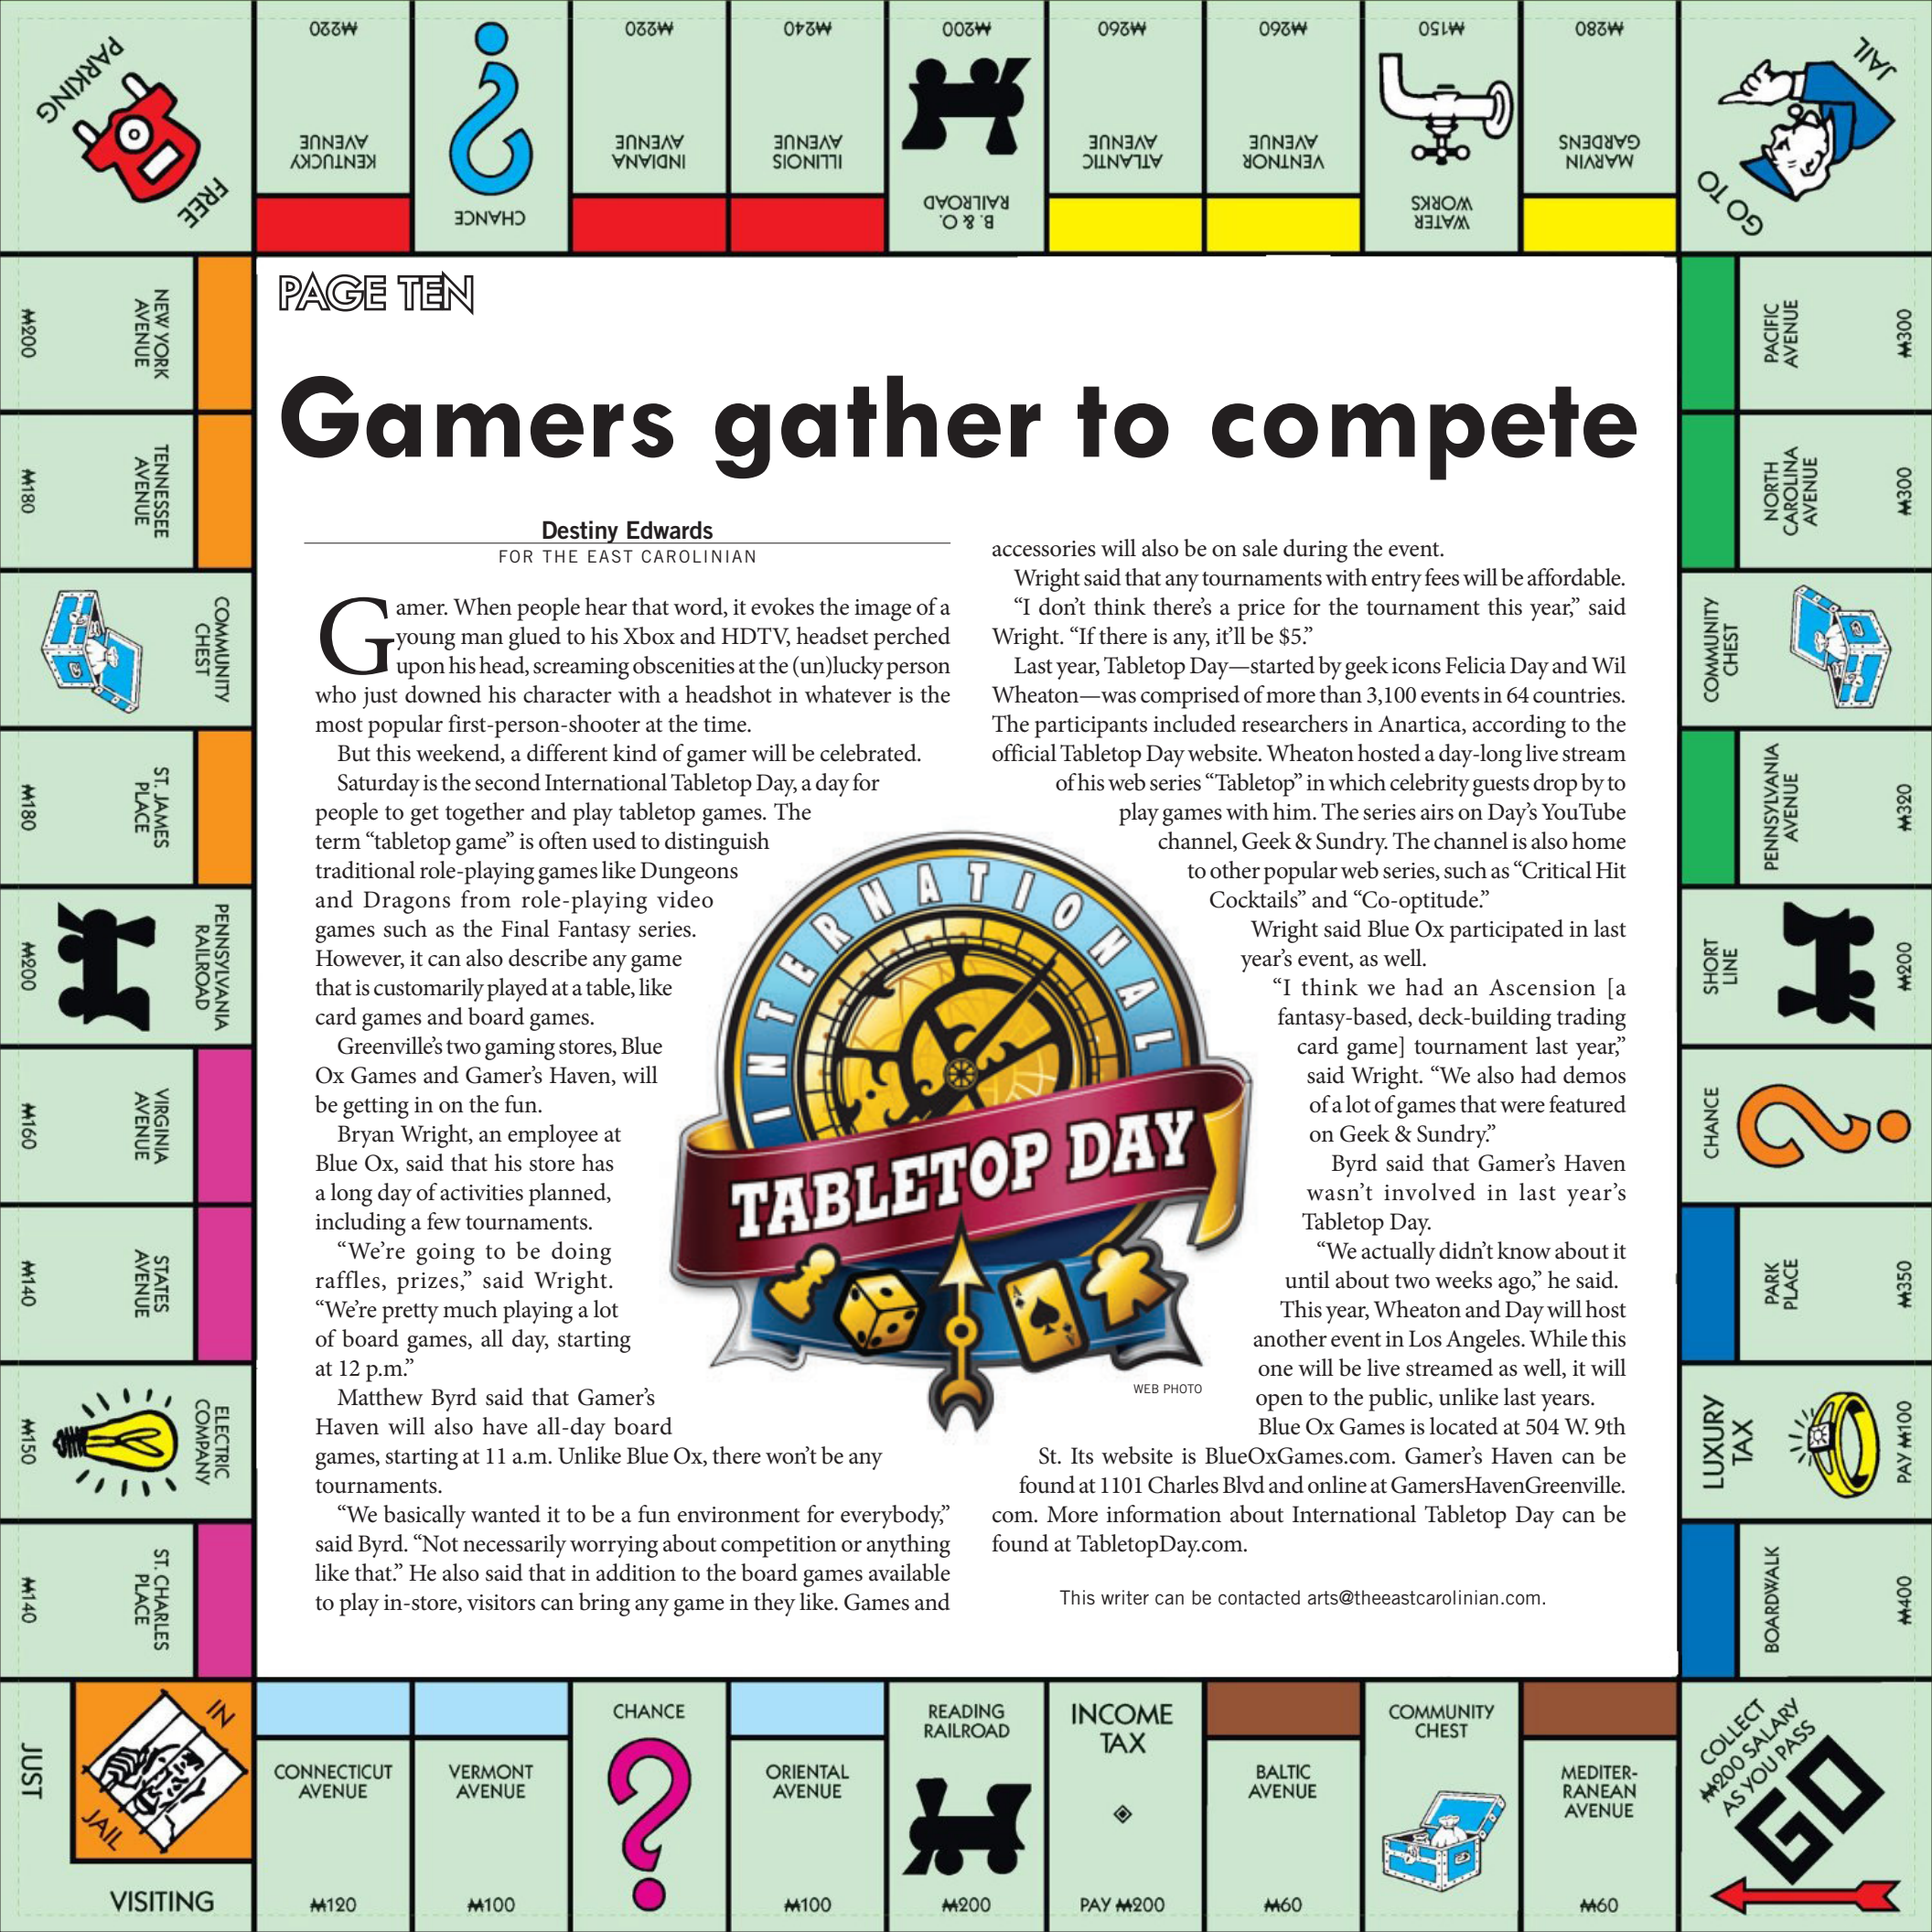 FREE
PARKING
KENTUCKY
AVENUE
₩220
CHANCE
INDIANA
AVENUE
₩220
ILLINOIS
AVENUE
₩240
B. & O.
RAILROAD
₩200
ATLANTIC
AVENUE
₩260
VENTNOR
AVENUE
₩260
WATER
WORKS
₩150
MARVIN
GARDENS
₩280
GO TO
JAIL
NEW YORK
AVENUE
₩200
TENNESSEE
AVENUE
₩180
COMMUNITY
CHEST
ST. JAMES
PLACE
₩180
PENNSYLVANIA
RAILROAD
₩200
VIRGINIA
AVENUE
₩160
STATES
AVENUE
₩140
ELECTRIC
COMPANY
₩150
ST. CHARLES
PLACE
₩140
PAGE TEN
Gamers gather to compete
Destiny Edwards
FOR THE EAST CAROLINIAN
Gamer. When people hear that word, it evokes the image of a
young man glued to his Xbox and HDTV, headset perched
upon his head, screaming obscenities at the (un)lucky person
who just downed his character with a headshot in whatever is the
most popular first-person-shooter at the time.
But this weekend, a different kind of gamer will be celebrated.
Saturday is the second International Tabletop Day, a day for
people to get together and play tabletop games. The
term “tabletop game” is often used to distinguish
traditional role-playing games like Dungeons
and Dragons from role-playing video
games such as the Final Fantasy series.
However, it can also describe any game
that is customarily played at a table, like
card games and board games.
Greenville’s two gaming stores, Blue
Ox Games and Gamer’s Haven, will
be getting in on the fun.
Bryan Wright, an employee at
Blue Ox, said that his store has
a long day of activities planned,
including a few tournaments.
“We’re going to be doing
raffles, prizes,” said Wright.
“We’re pretty much playing a lot
of board games, all day, starting
at 12 p.m.”
Matthew Byrd said that Gamer’s
Haven will also have all-day board
games, starting at 11 a.m. Unlike Blue Ox, there won’t be any
tournaments.
“We basically wanted it to be a fun environment for everybody,”
said Byrd. “Not necessarily worrying about competition or anything
like that.” He also said that in addition to the board games available
to play in-store, visitors can bring any game in they like. Games and
accessories will also be on sale during the event.
Wright said that any tournaments with entry fees will be affordable.
“I don’t think there’s a price for the tournament this year,” said
Wright. “If there is any, it’ll be $5.”
Last year, Tabletop Day—started by geek icons Felicia Day and Wil
Wheaton—was comprised of more than 3,100 events in 64 countries.
The participants included researchers in Anartica, according to the
official Tabletop Day website. Wheaton hosted a day-long live stream
of his web series “Tabletop” in which celebrity guests drop by to
play games with him. The series airs on Day’s YouTube
channel, Geek & Sundry. The channel is also home
to other popular web series, such as “Critical Hit
Cocktails” and “Co-optitude.”
Wright said Blue Ox participated in last
year’s event, as well.
“I think we had an Ascension [a
fantasy-based, deck-building trading
card game] tournament last year,”
said Wright. “We also had demos
of a lot of games that were featured
on Geek & Sundry.”
Byrd said that Gamer’s Haven
wasn’t involved in last year’s
Tabletop Day.
“We actually didn’t know about it
until about two weeks ago,” he said.
This year, Wheaton and Day will host
another event in Los Angeles. While this
one will be live streamed as well, it will
open to the public, unlike last years.
Blue Ox Games is located at 504 W. 9th
St. Its website is BlueOxGames.com. Gamer’s Haven can be
found at 1101 Charles Blvd and online at GamersHavenGreenville.
com. More information about International Tabletop Day can be
found at TabletopDay.com.
This writer can be contacted arts@theeastcarolinian.com.
INTERNATIONAL
TABLETOP DAY
A
A
WEB PHOTO
PACIFIC
AVENUE
₩300
NORTH
CAROLINA
AVENUE
₩300
COMMUNITY
CHEST
PENNSYLVANIA
AVENUE
₩320
SHORT
LINE
₩200
CHANCE
PARK
PLACE
₩350
LUXURY
TAX
PAY ₩100
BOARDWALK
₩400
JUST
VISITING
IN
JAIL
CONNECTICUT
AVENUE
₩120
VERMONT
AVENUE
₩100
CHANCE
ORIENTAL
AVENUE
₩100
READING
RAILROAD
₩200
INCOME
TAX
PAY ₩200
BALTIC
AVENUE
₩60
COMMUNITY
CHEST
MEDITER-
RANEAN
AVENUE
₩60
COLLECT
₩200 SALARY
AS YOU PASS
GO